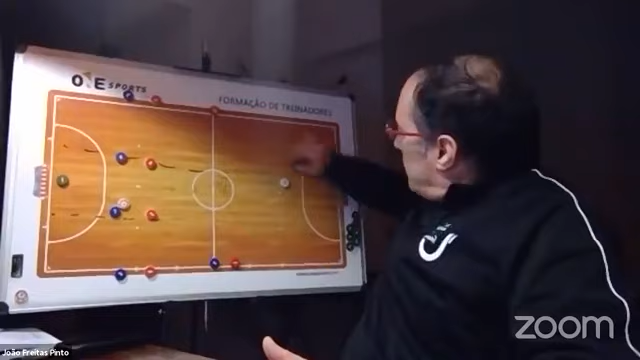 ONE SPORTS
FORMAÇÃO DE TREINADORES
João Freitas Pinto
zoom